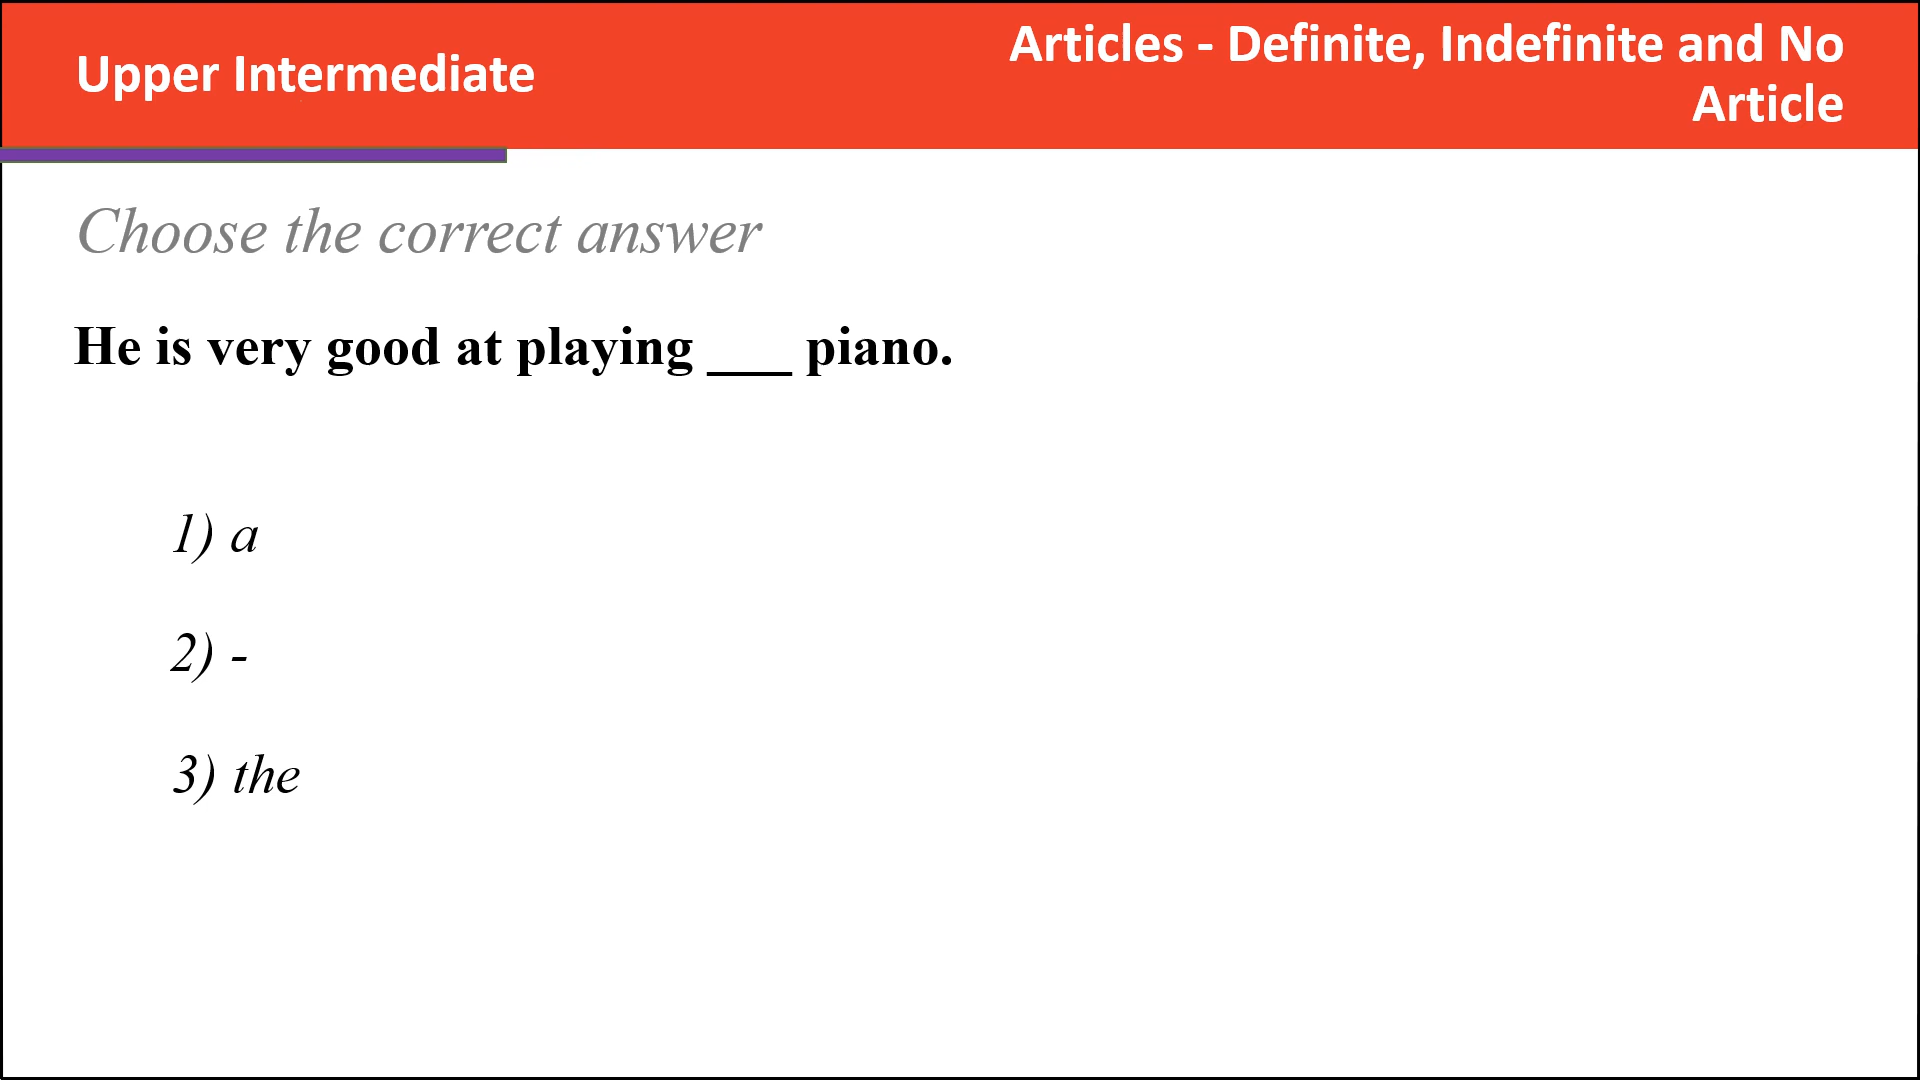 Upper Intermediate
Articles - Definite, Indefinite and No
Article
Choose the correct answer
He is very good at playing ___ piano.
1) a
2) -
3) the